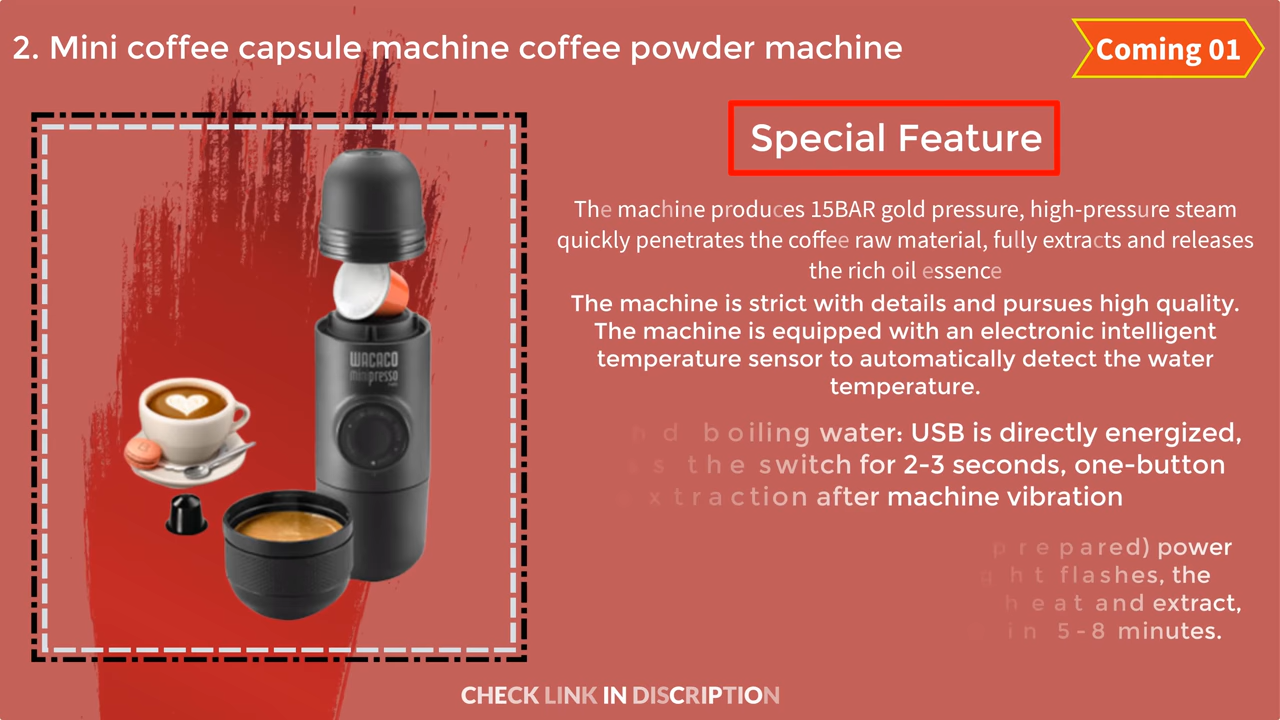 2. Mini coffee capsule machine coffee powder machine
Coming 01
Special Feature
The machine produces 15BAR gold pressure, high-pressure steam
quickly penetrates the coffee raw material, fully extracts and releases
the rich oil essence
The machine is strict with details and pursues high quality.
The machine is equipped with an electronic intelligent
temperature sensor to automatically detect the water
temperature.
boiling water: USB is directly energized,
the switch for 2-3 seconds, one-button
extraction after machine vibration
prepared) power
flashes, the
heat and extract,
in 5-8 minutes.
WACACO
minipresso
CHECK LINK IN DISCRIPTION